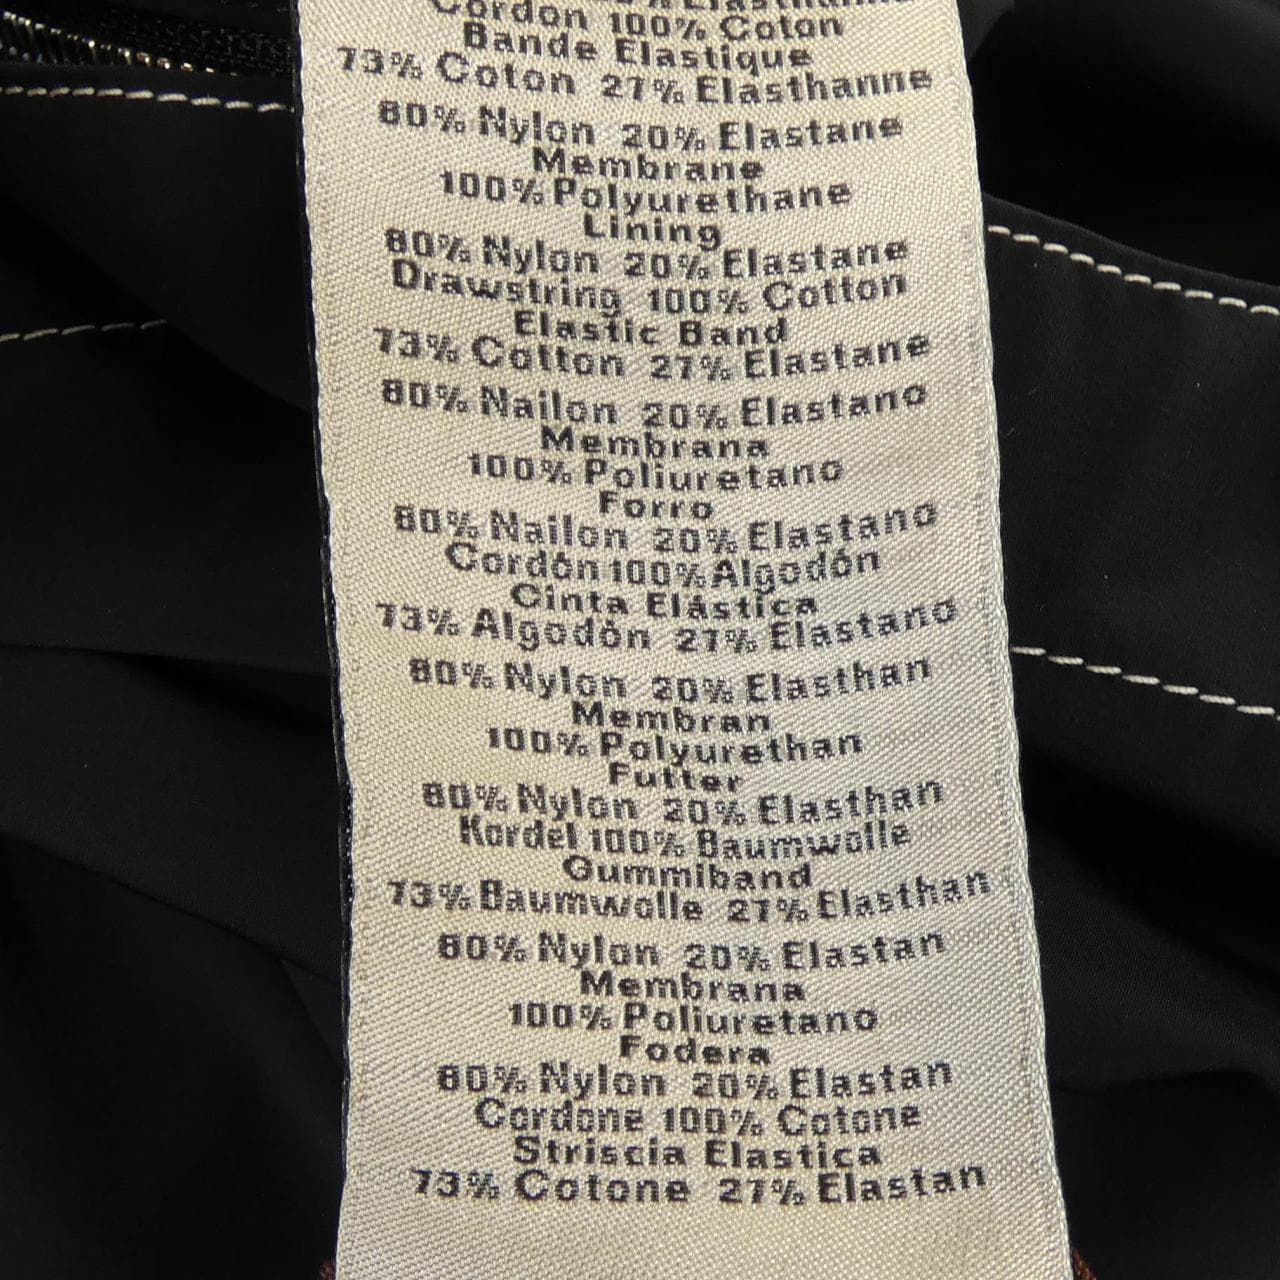 Elasthanne
Cordon 100% Coton
Bande Elastique
73% Coton 27% Elasthanne
80% Nylon 20% Elastane
Membrane
100% Polyurethane
Lining
80% Nylon 20% Elastane
Drawstring 100% Cotton
Elastic Band
73% Cotton 27% Elastane
80% Nailon 20% Elastano
Membrana
100% Poliuretano
Forro
80% Nailon 20% Elastano
Cordón 100% Algodón
Cinta Elástica
73% Algodón 27% Elastano
80% Nylon 20% Elasthan
Membran
100% Polyurethan
Futter
80% Nylon 20% Elasthan
Kordel 100% Baumwolle
Gummiband
73% Baumwolle 27% Elasthan
80% Nylon 20% Elastan
Membrana
100% Poliuretano
Fodera
80% Nylon 20% Elastan
Cordone 100% Cotone
Striscia Elastica
73% Cotone 27% Elastan